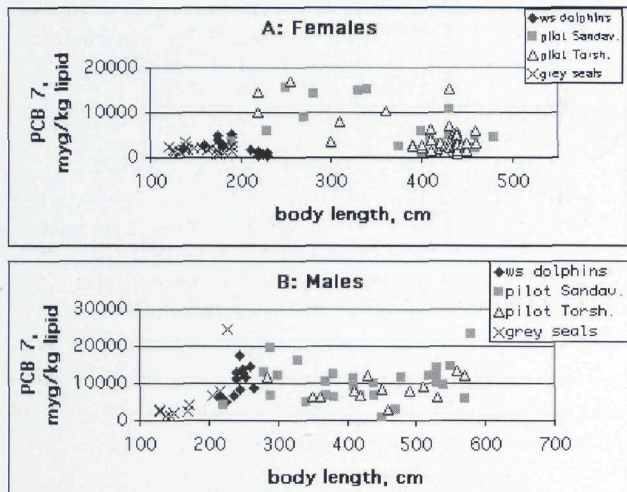 A: Females
ws dolphins
pilot Sandav.
pilot Torsh.
grey seals
PCB 7,
myg/kg lipid
20000
10000
0
100 200 300 400 500
body length, cm
B: Males
ws dolphins
pilot Sandav.
pilot Torsh.
grey seals
PCB 7,
myg/kg lipid
30000
20000
10000
0
100 200 300 400 500 600 700
body length, cm